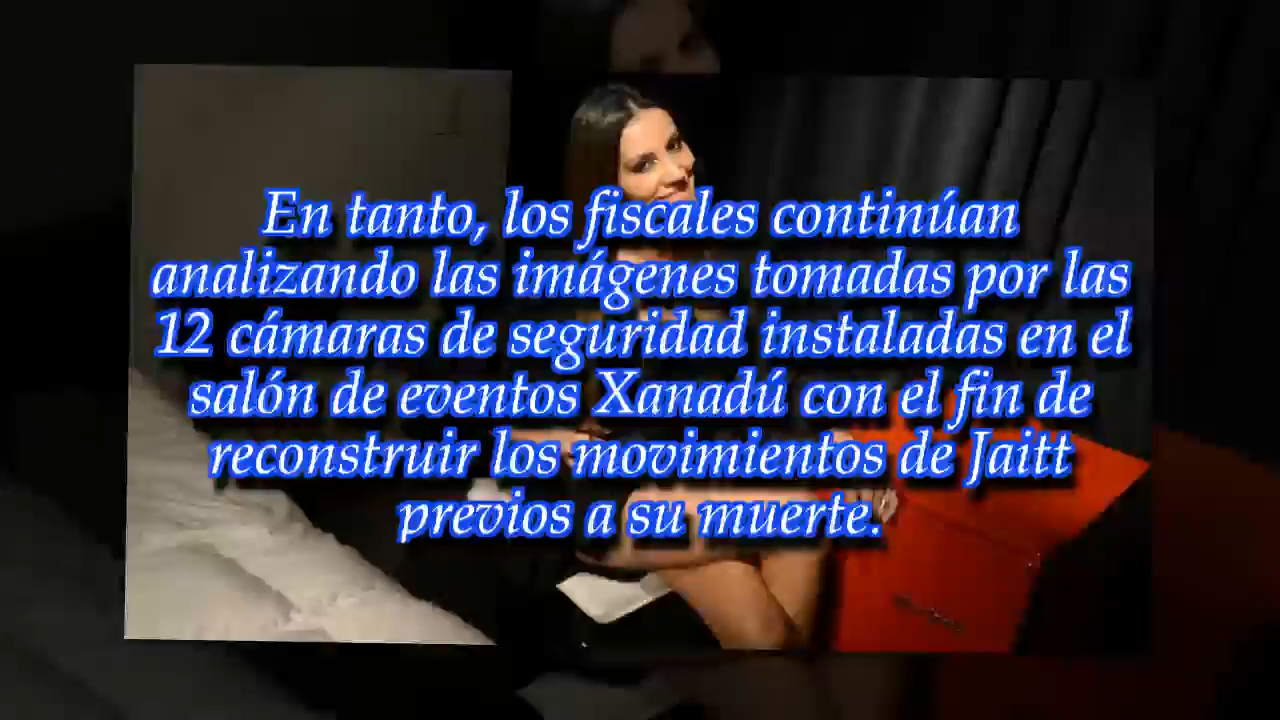 En tanto, los fiscales continúan
analizando las imágenes tomadas por las
12 cámaras de seguridad instaladas en el
salón de eventos Xanadú con el fin de
reconstruir los movimientos de Jaitt
previos a su muerte.